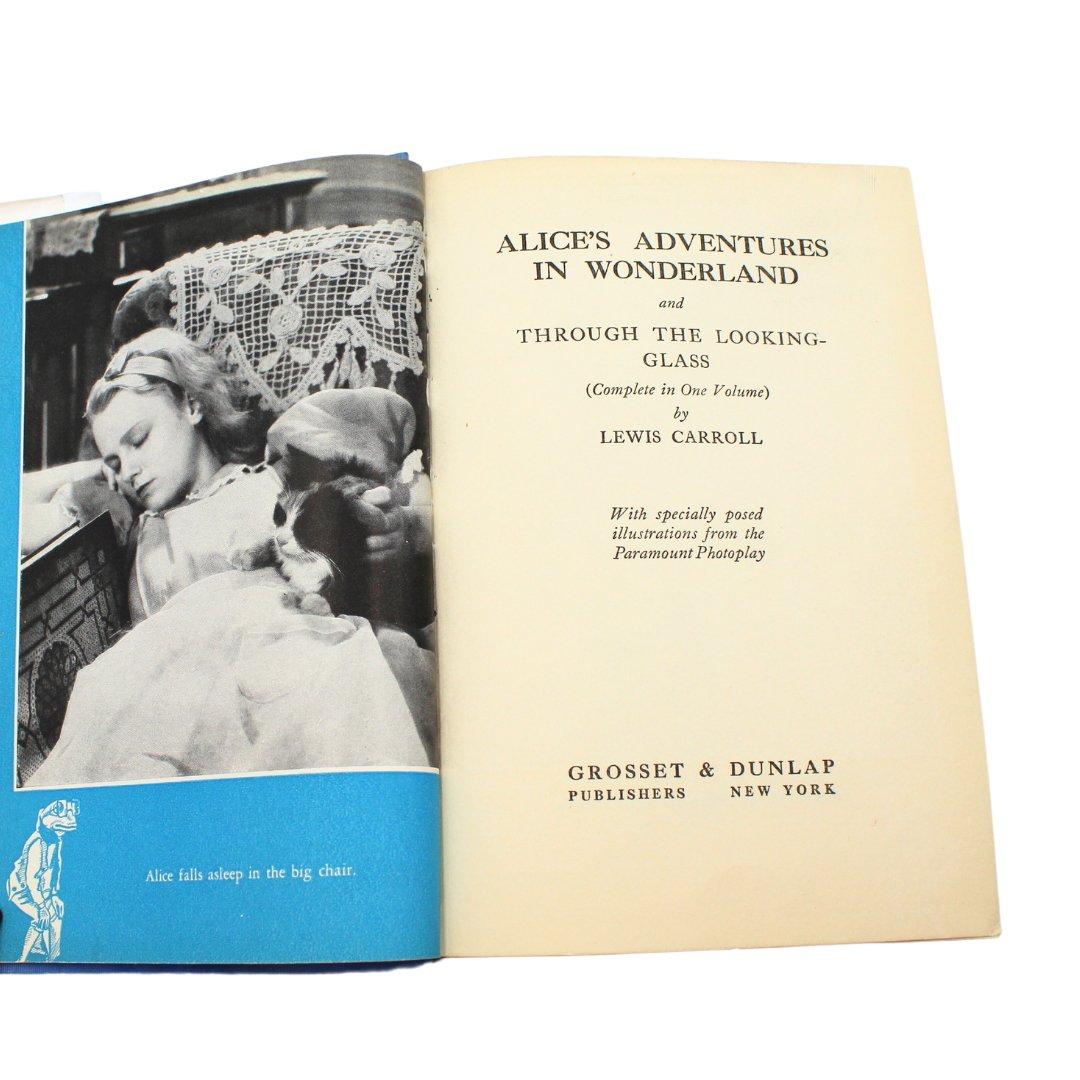 Alice falls asleep in the big chair.
ALICE'S ADVENTURES
IN WONDERLAND
and
THROUGH THE LOOKING-
GLASS
(Complete in One Volume)
by
LEWIS CARROLL
With specially posed
illustrations from the
Paramount Photoplay
GROSSET & DUNLAP
PUBLISHERS NEW YORK